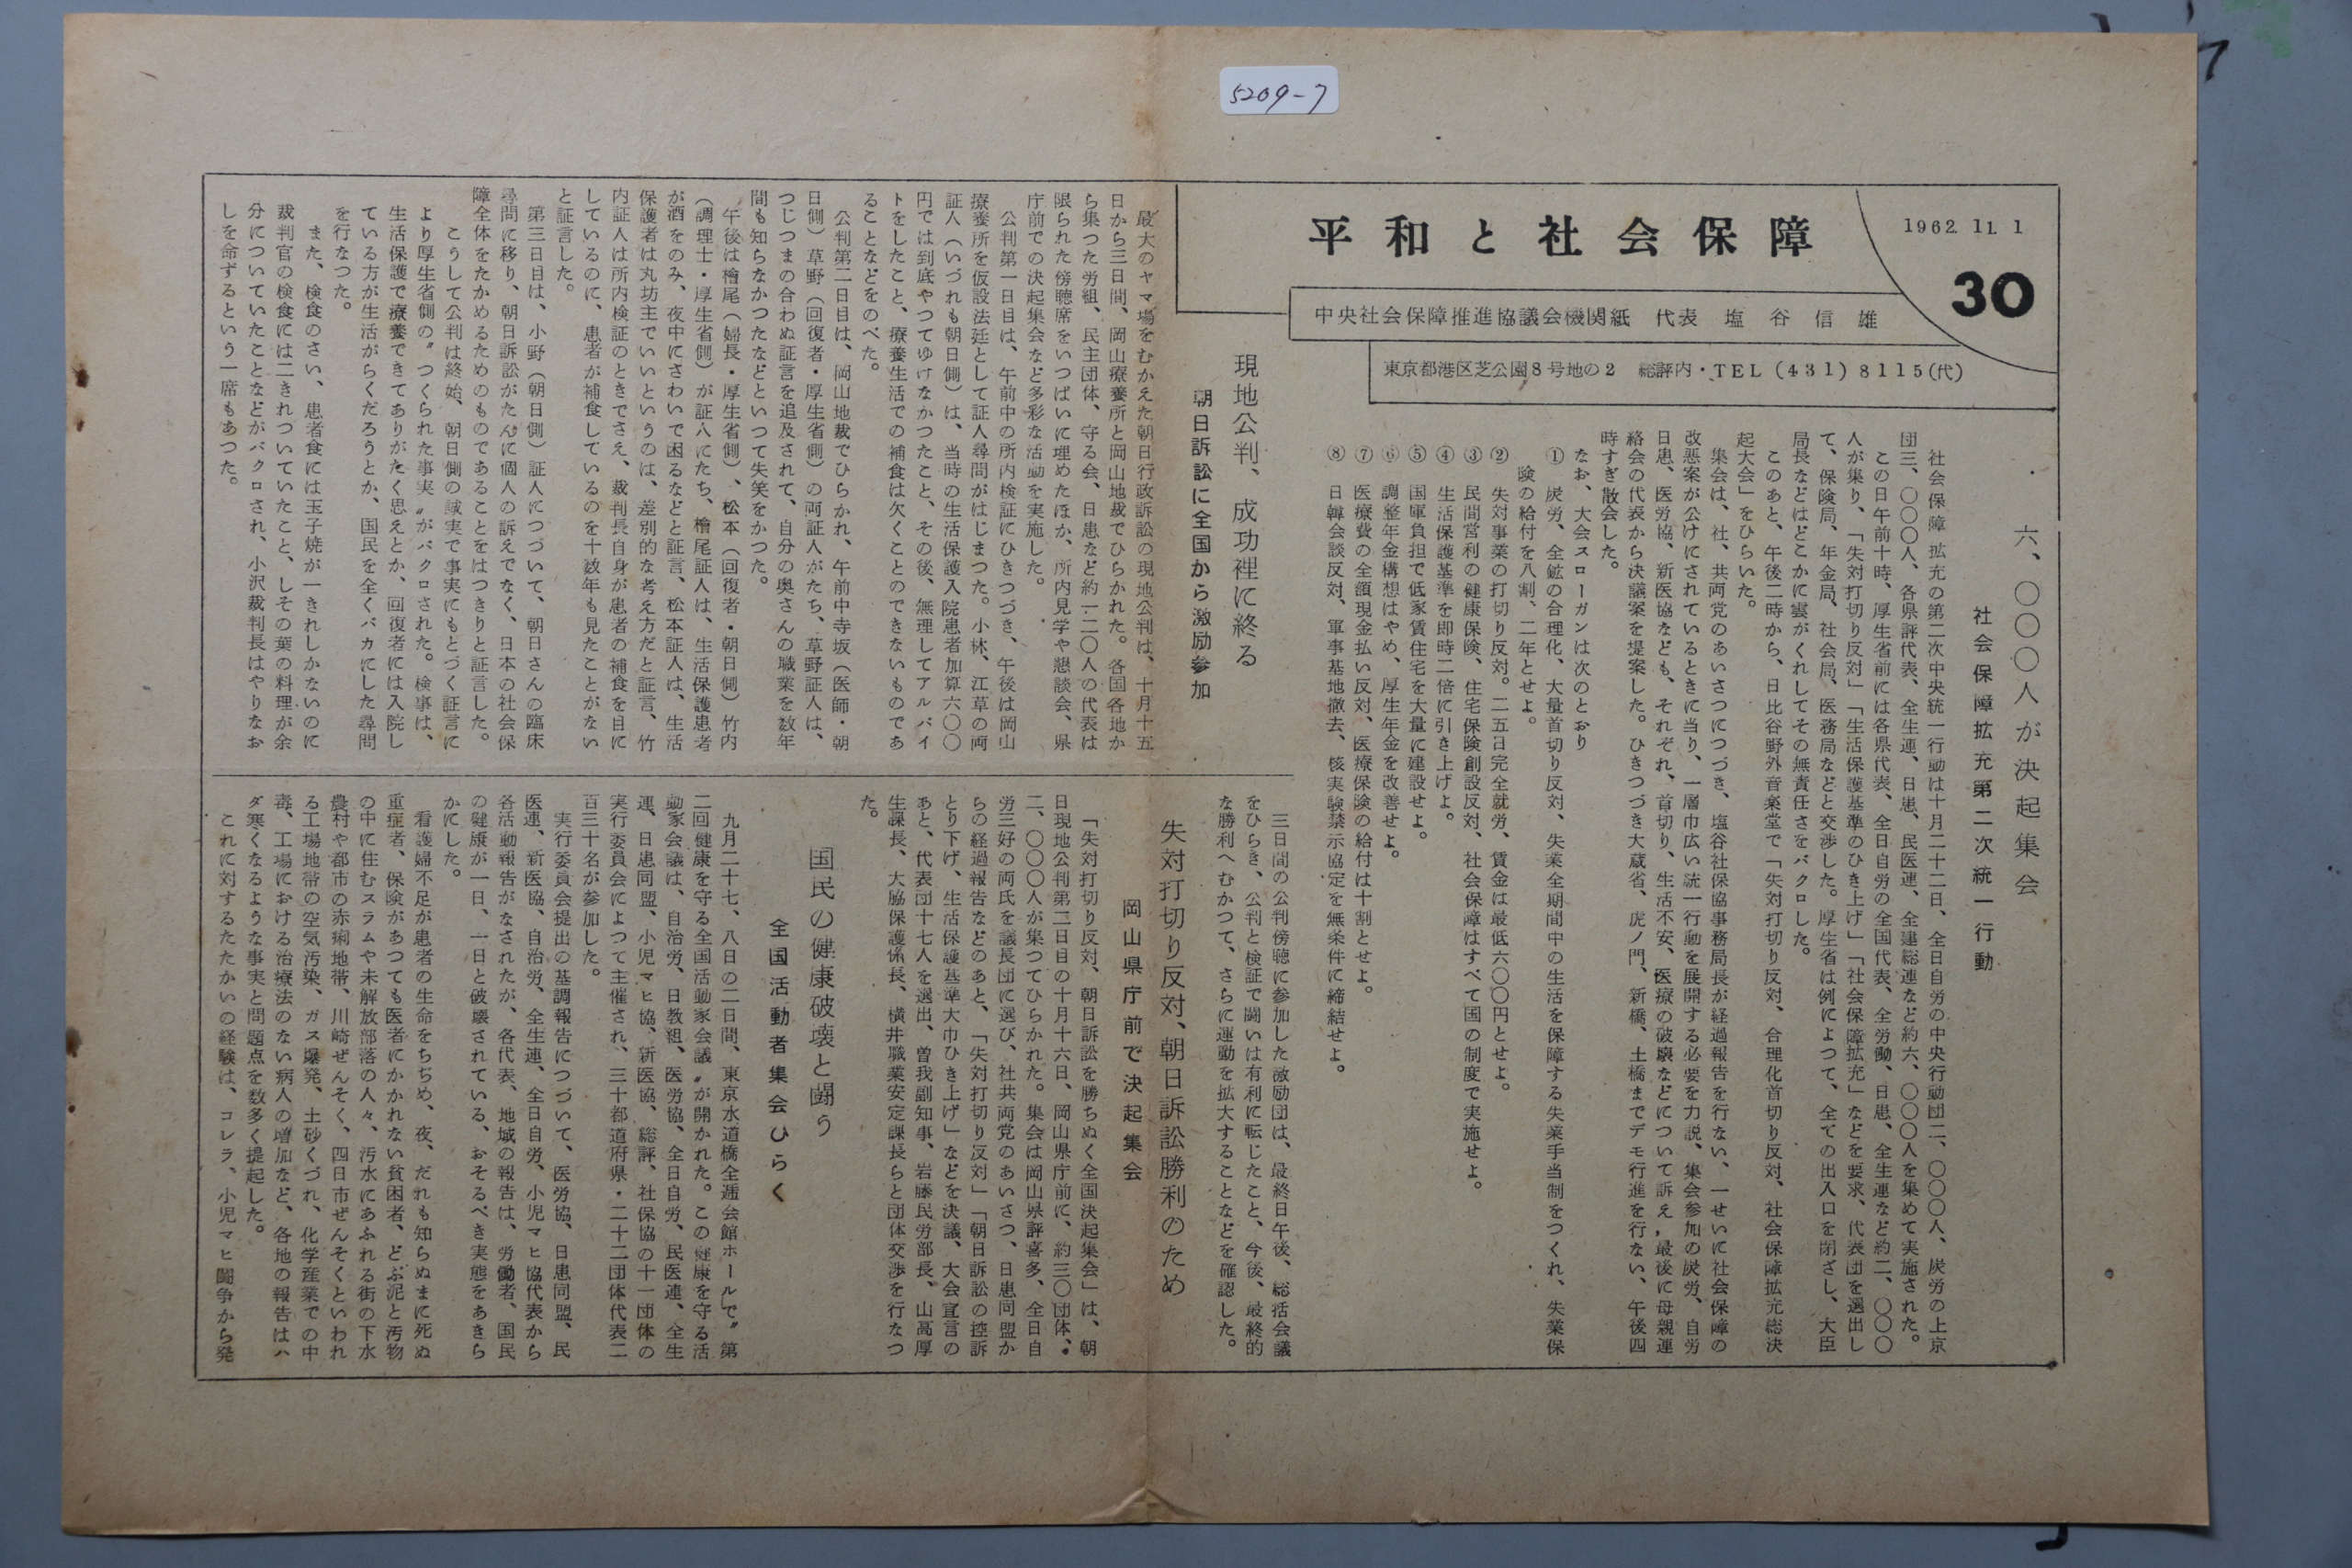 5209-7
平和と社会保障
1962. 11. 1
30
中央社会保障推進協議会機関紙　代表　塩谷信雄
東京都港区芝公園8号地の2　総評内・TEL (431) 8115(代)
六、〇〇〇人が決起集会
社会保障拡充第二次統一行動
社会保障拡充の第二次中央統一行動は十月二十二日、全日自労の中央行動団二、〇〇〇人、炭労の上京
団三、〇〇〇人、各県評代表、全生連、日患、民医連、全建総連など約六、〇〇〇人を集めて実施された。
この日午前十時、厚生省前には各県代表、全日自労の全国代表、全労働、日患、全生連など約二、〇〇〇
人が集り、「失対打切り反対」「生活保護基準のひき上げ」「社会保障拡充」などを要求、代表団を選出し
て、保険局、年金局、社会局、医務局などと交渉した。厚生省は例によつて、全ての出入口を閉ざし、大臣
局長などはどこかに雲がくれしてその無責任さをバクロした。
このあと、午後二時から、日比谷野外音楽堂で「失対打切り反対、合理化首切り反対、社会保障拡充総決
起大会」をひらいた。
集会は、社、共両党のあいさつにつづき、塩谷社保協事務局長が経過報告を行ない、一せいに社会保障の
改悪案が公けにされているときに当り、一層巾広い統一行動を展開する必要を力説、集会参加の炭労、自労
日患、医労協、新医協なども、それぞれ、首切り、生活不安、医療の破壊などについて訴え，最後に母親連
絡会の代表から決議案を提案した。ひきつづき大蔵省、虎ノ門、新橋、土橋までデモ行進を行ない、午後四
時すぎ散会した。
なお、大会スローガンは次のとおり
①　炭労、全鉱の合理化、大量首切り反対、失業全期間中の生活を保障する失業手当制をつくれ、失業保
険の給付を八割、二年とせよ。
②　失対事業の打切り反対。二五日完全就労、賃金は最低六〇〇円とせよ。
③　民間営利の健康保険、住宅保険創設反対、社会保障はすべて国の制度で実施せよ。
④　生活保護基準を即時二倍に引き上げよ。
⑤　国庫負担で低家賃住宅を大量に建設せよ。
⑥　調整年金構想はやめ、厚生年金を改善せよ。
⑦　医療費の全額現金払い反対、医療保険の給付は十割とせよ。
⑧　日韓会談反対、軍事基地撤去、核実験禁示協定を無条件に締結せよ。
現地公判、成功裡に終る
朝日訴訟に全国から激励参加
最大のヤマ場をむかえた朝日行政訴訟の現地公判は、十月十五
日から三日間、岡山療養所と岡山地裁でひらかれた。各国各地か
ら集つた労組、民主団体、守る会、日患など約一二〇人の代表は
限られた傍聴席をいつぱいに埋めたほか、所内見学や懇談会、県
庁前での決起集会など多彩な活動を実施した。
公判第一日目は、午前中の所内検証にひきつづき、午後は岡山
療養所を仮設法廷として証人尋問がはじまつた。小林、江草の両
証人（いづれも朝日側）は、当時の生活保護入院患者加算六〇〇
円では到底やつてゆけなかつたこと、その後、無理してアルバイ
トをしたこと、療養生活での補食は欠くことのできないものであ
ることなどをのべた。
公判第二日目は、岡山地裁でひらかれ、午前中寺坂（医師・朝
日側）草野（回復者・厚生省側）の両証人がたち、草野証人は、
つじつまの合わぬ証言を追及されて、自分の奥さんの職業を数年
間も知らなかつたなどといつて失笑をかつた。
午後は檜尾（婦長・厚生省側）、松本（回復者・朝日側）竹内
（調理士・厚生省側）が証人にたち、檜尾証人は、生活保護患者
が酒をのみ、夜中にさわいで困るなどと証言、松本証人は、生活
保護者は丸坊主でいいというのは、差別的な考え方だと証言、竹
内証人は所内検証のときでさえ、裁判長自身が患者の補食を目に
しているのに、患者が補食しているのを十数年も見たことがない
と証言した。
第三日目は、小野（朝日側）証人につづいて、朝日さんの臨床
尋問に移り、朝日訴訟がたんに個人の訴えでなく、日本の社会保
障全体をたかめるためのものであることをはつきりと証言した。
こうして公判は終始、朝日側の誠実で事実にもとづく証言に
より厚生省側の〝つくられた事実〟がバクロされた。検事は、
生活保護で療養できてありがたく思えとか、回復者には入院し
ている方が生活がらくだろうとか、国民を全くバカにした尋問
を行なつた。
また、検食のさい、患者食には玉子焼が一きれしかないのに
裁判官の検食には二きれついていたこと、しその葉の料理が余
分についていたことなどがバクロされ、小沢裁判長はやりなお
しを命ずるという一席もあつた。
三日間の公判傍聴に参加した激励団は、最終日午後、総括会議
をひらき、公判と検証で闘いは有利に転じたこと、今後、最終的
な勝利へむかつて、さらに運動を拡大することなどを確認した。
失対打切り反対、朝日訴訟勝利のため
岡山県庁前で決起集会
「失対打切り反対、朝日訴訟を勝ちぬく全国決起集会」は、朝
日現地公判第二日目の十月十六日、岡山県庁前に、約三〇団体、
二、〇〇〇人が集つてひらかれた。集会は岡山県評喜多、全日自
労三好の両氏を議長団に選び、社共両党のあいさつ、日患同盟か
らの経過報告などのあと、「失対打切り反対」「朝日訴訟の控訴
とり下げ、生活保護基準大巾ひき上げ」などを決議、大会宣言の
あと、代表団十七人を選出、曽我副知事、岩藤民労部長、山高厚
生課長、大脇保護係長、横井職業安定課長らと団体交渉を行なつ
た。
国民の健康破壊と闘う
全国活動者集会ひらく
九月二十七、八日の二日間、東京水道橋全逓会館ホールで〝第
二回健康を守る全国活動家会議〟が開かれた。この健康を守る活
動家会議は、自治労、日教組、医労協、全日自労、民医連、全生
連、日患同盟、小児マヒ協、新医協、総評、社保協の十一団体の
実行委員会によつて主催され、三十都道府県・二十二団体代表二
百三十名が参加した。
実行委員会提出の基調報告につづいて、医労協、日患同盟、民
医連、新医協、自治労、全生連、全日自労、小児マヒ協代表から
各活動報告がなされたが、各代表、地域の報告は、労働者、国民
の健康が一日、一日と破壊されている、おそるべき実態をあきら
かにした。
看護婦不足が患者の生命をちぢめ、夜、だれも知らぬまに死ぬ
重症者、保険があつても医者にかかれない貧困者、どぶ泥と汚物
の中に住むスラムや未解放部落の人々、汚水にあふれる街の下水
農村や都市の赤痢地帯、川崎ぜんそく、四日市ぜんそくといわれ
る工場地帯の空気汚染、ガス爆発、土砂くづれ、化学産業での中
毒、工場における治療法のない病人の増加など、各地の報告はハ
ダ寒くなるような事実と問題点を数多く提起した。
これに対するたたかいの経験は、コレラ、小児マヒ闘争から発